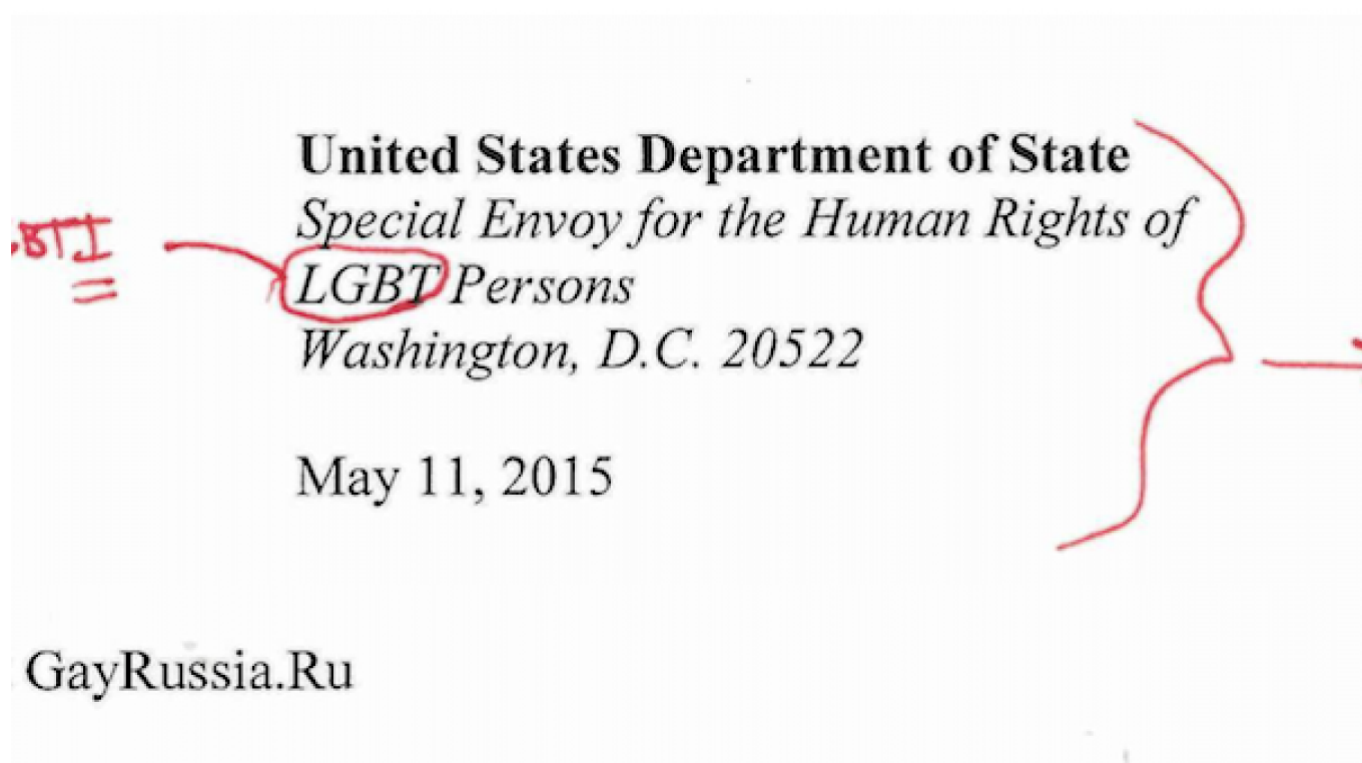 United States Department of State
Special Envoy for the Human Rights of
BTI
LGBT Persons
Washington, D.C. 20522
May 11, 2015
GayRussia.Ru